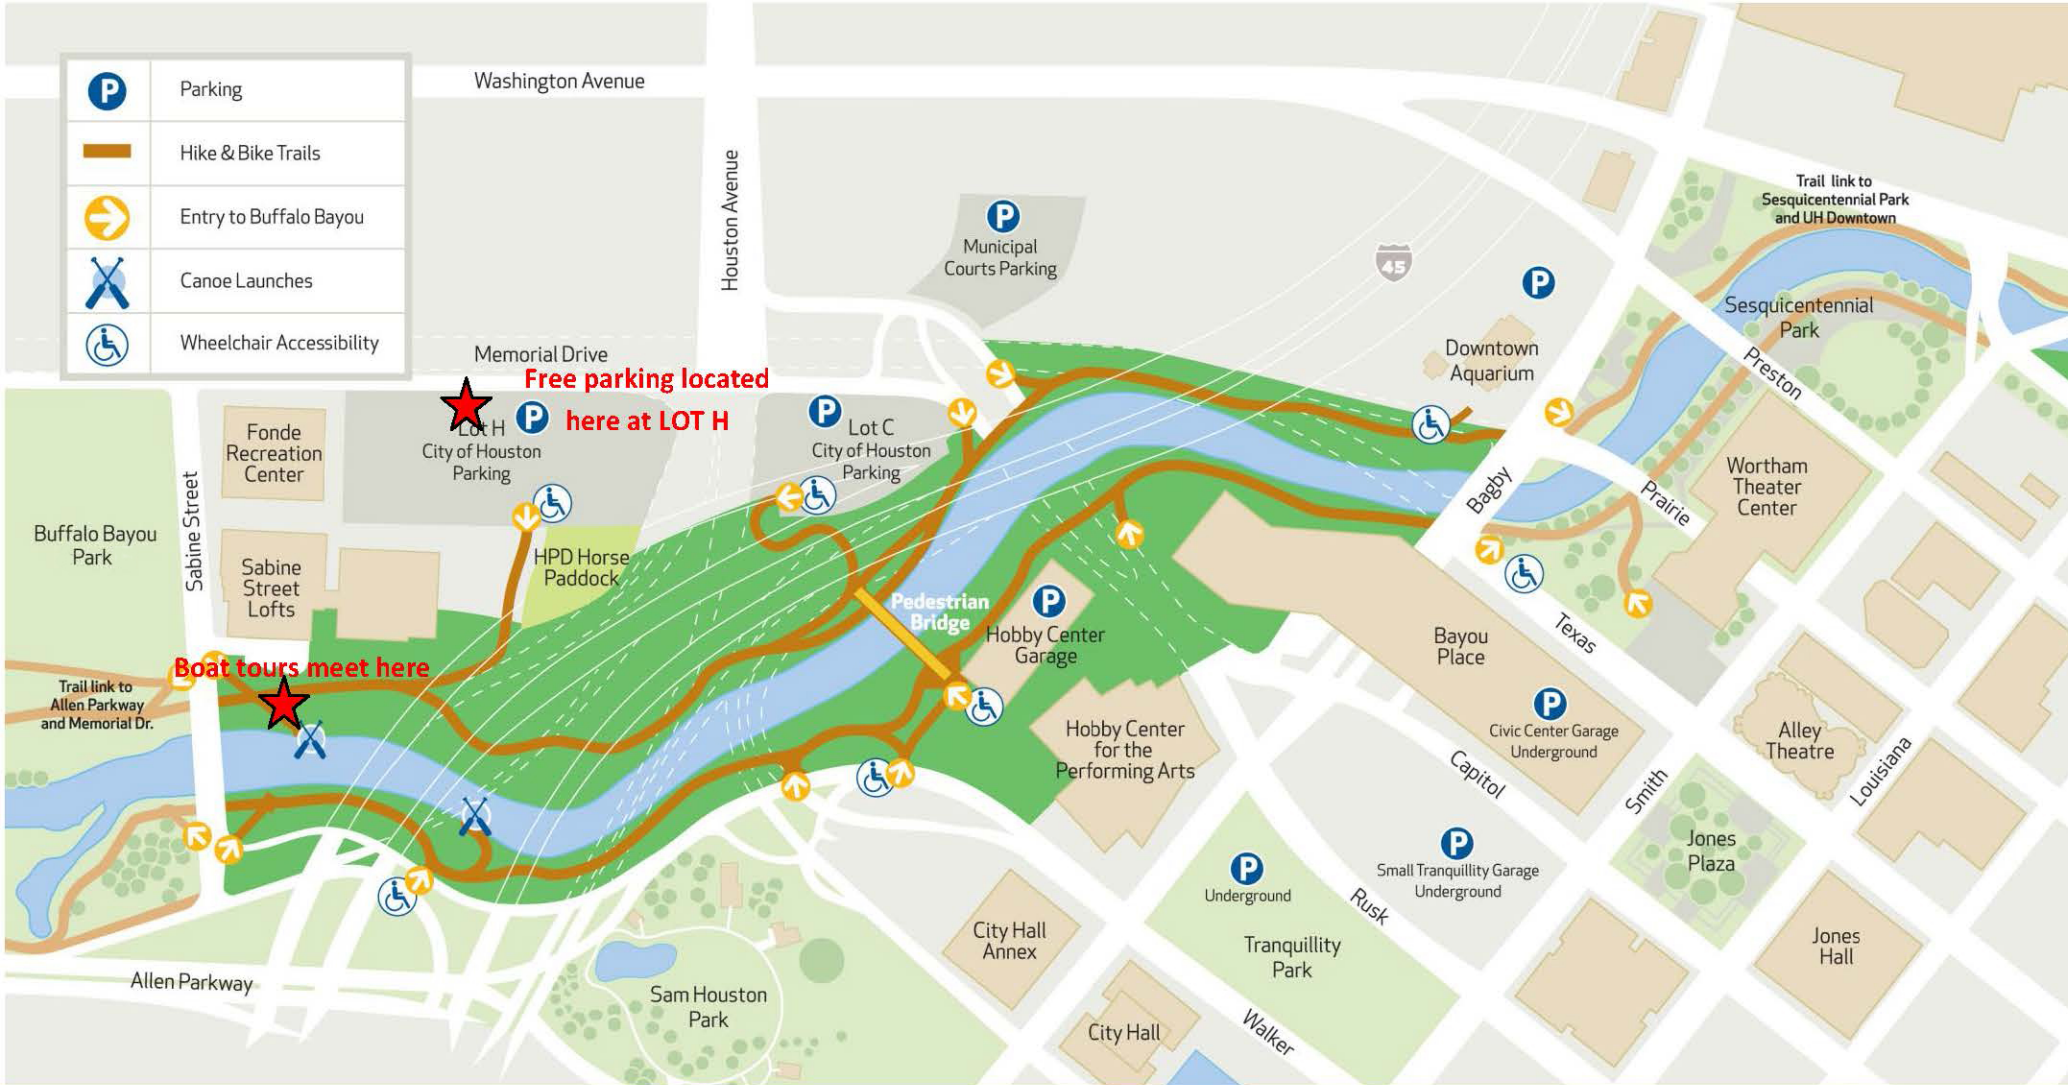 P
Parking
Hike & Bike Trails
Entry to Buffalo Bayou
Canoe Launches
Wheelchair Accessibility
Washington Avenue
Houston Avenue
P
Municipal
Courts Parking
45
P
Downtown
Aquarium
Trail link to
Sesquicentennial Park
and UH Downtown
Sesquicentennial
Park
Preston
Memorial Drive
Free parking located
here at LOT H
P
Lot H
City of Houston
Parking
P
Lot C
City of Houston
Parking
Fonde
Recreation
Center
Sabine Street
Buffalo Bayou
Park
Sabine
Street
Lofts
HPD Horse
Paddock
Bagby
Prairie
Wortham
Theater
Center
Pedestrian
Bridge
P
Hobby Center
Garage
Texas
Bayou
Place
Boat tours meet here
Trail link to
Allen Parkway
and Memorial Dr.
Hobby Center
for the
Performing Arts
P
Civic Center Garage
Underground
Alley
Theatre
Capitol
Smith
Louisiana
P
Small Tranquillity Garage
Underground
Jones
Plaza
P
Underground
Rusk
Tranquillity
Park
City Hall
Annex
Jones
Hall
Allen Parkway
Sam Houston
Park
City Hall
Walker